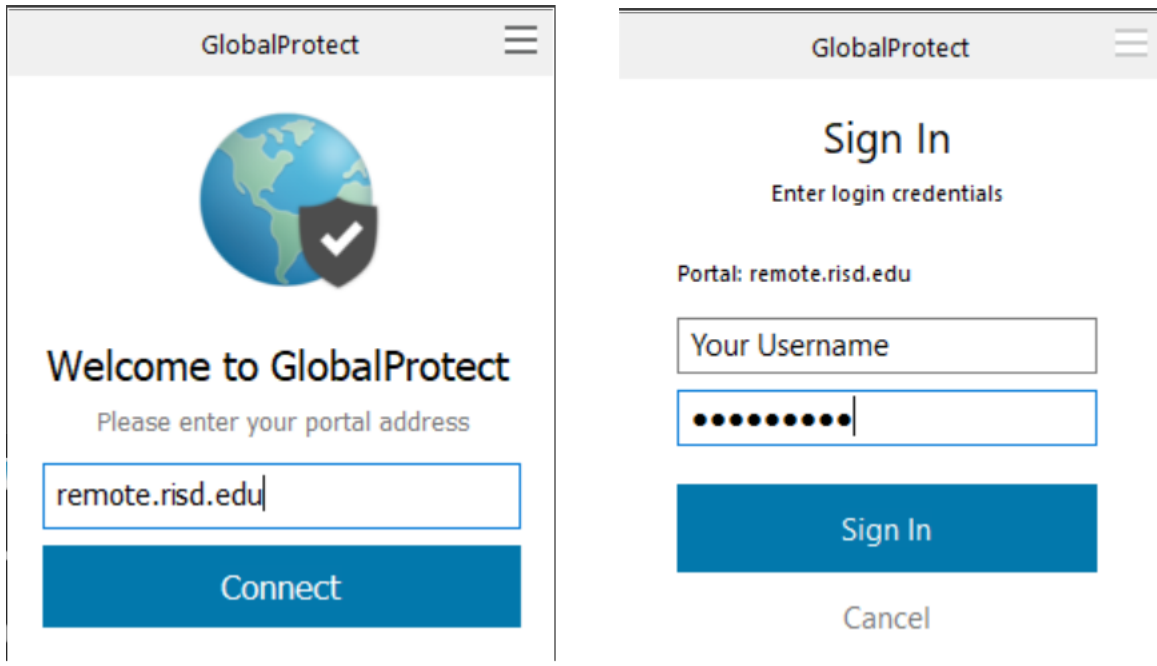 GlobalProtect
Welcome to GlobalProtect
Please enter your portal address
remote.risd.edu
Connect
GlobalProtect
Sign In
Enter login credentials
Portal: remote.risd.edu
Your Username
●●●●●●●●●
Sign In
Cancel